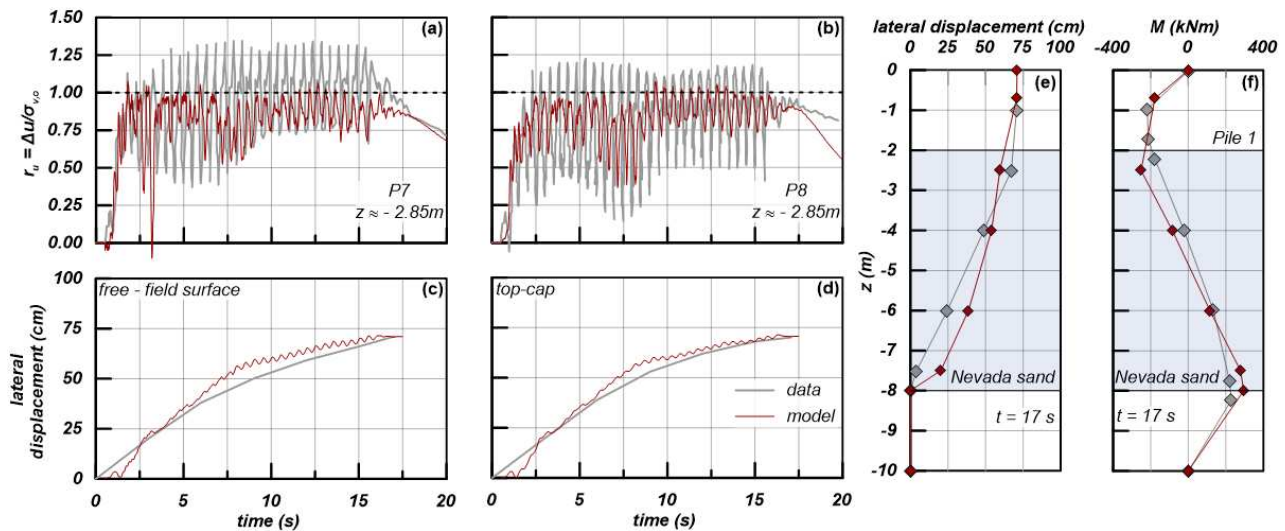 r_u = Δu/σ_v,o
1.50
1.25
1.00
0.75
0.50
0.25
0.00
(a)
P7
z ≈ - 2.85m
(b)
P8
z ≈ - 2.85m
lateral
displacement (cm)
100
75
50
25
0
free - field surface
(c)
0 5 10 15 20
time (s)
top-cap
(d)
data
model
0 5 10 15 20
time (s)
lateral displacement (cm)
0 25 50 75 100
z (m)
0
-1
-2
-3
-4
-5
-6
-7
-8
-9
-10
(e)
Nevada sand
t = 17 s
M (kNm)
-400 0 400
(f)
Pile 1
Nevada sand
t = 17 s